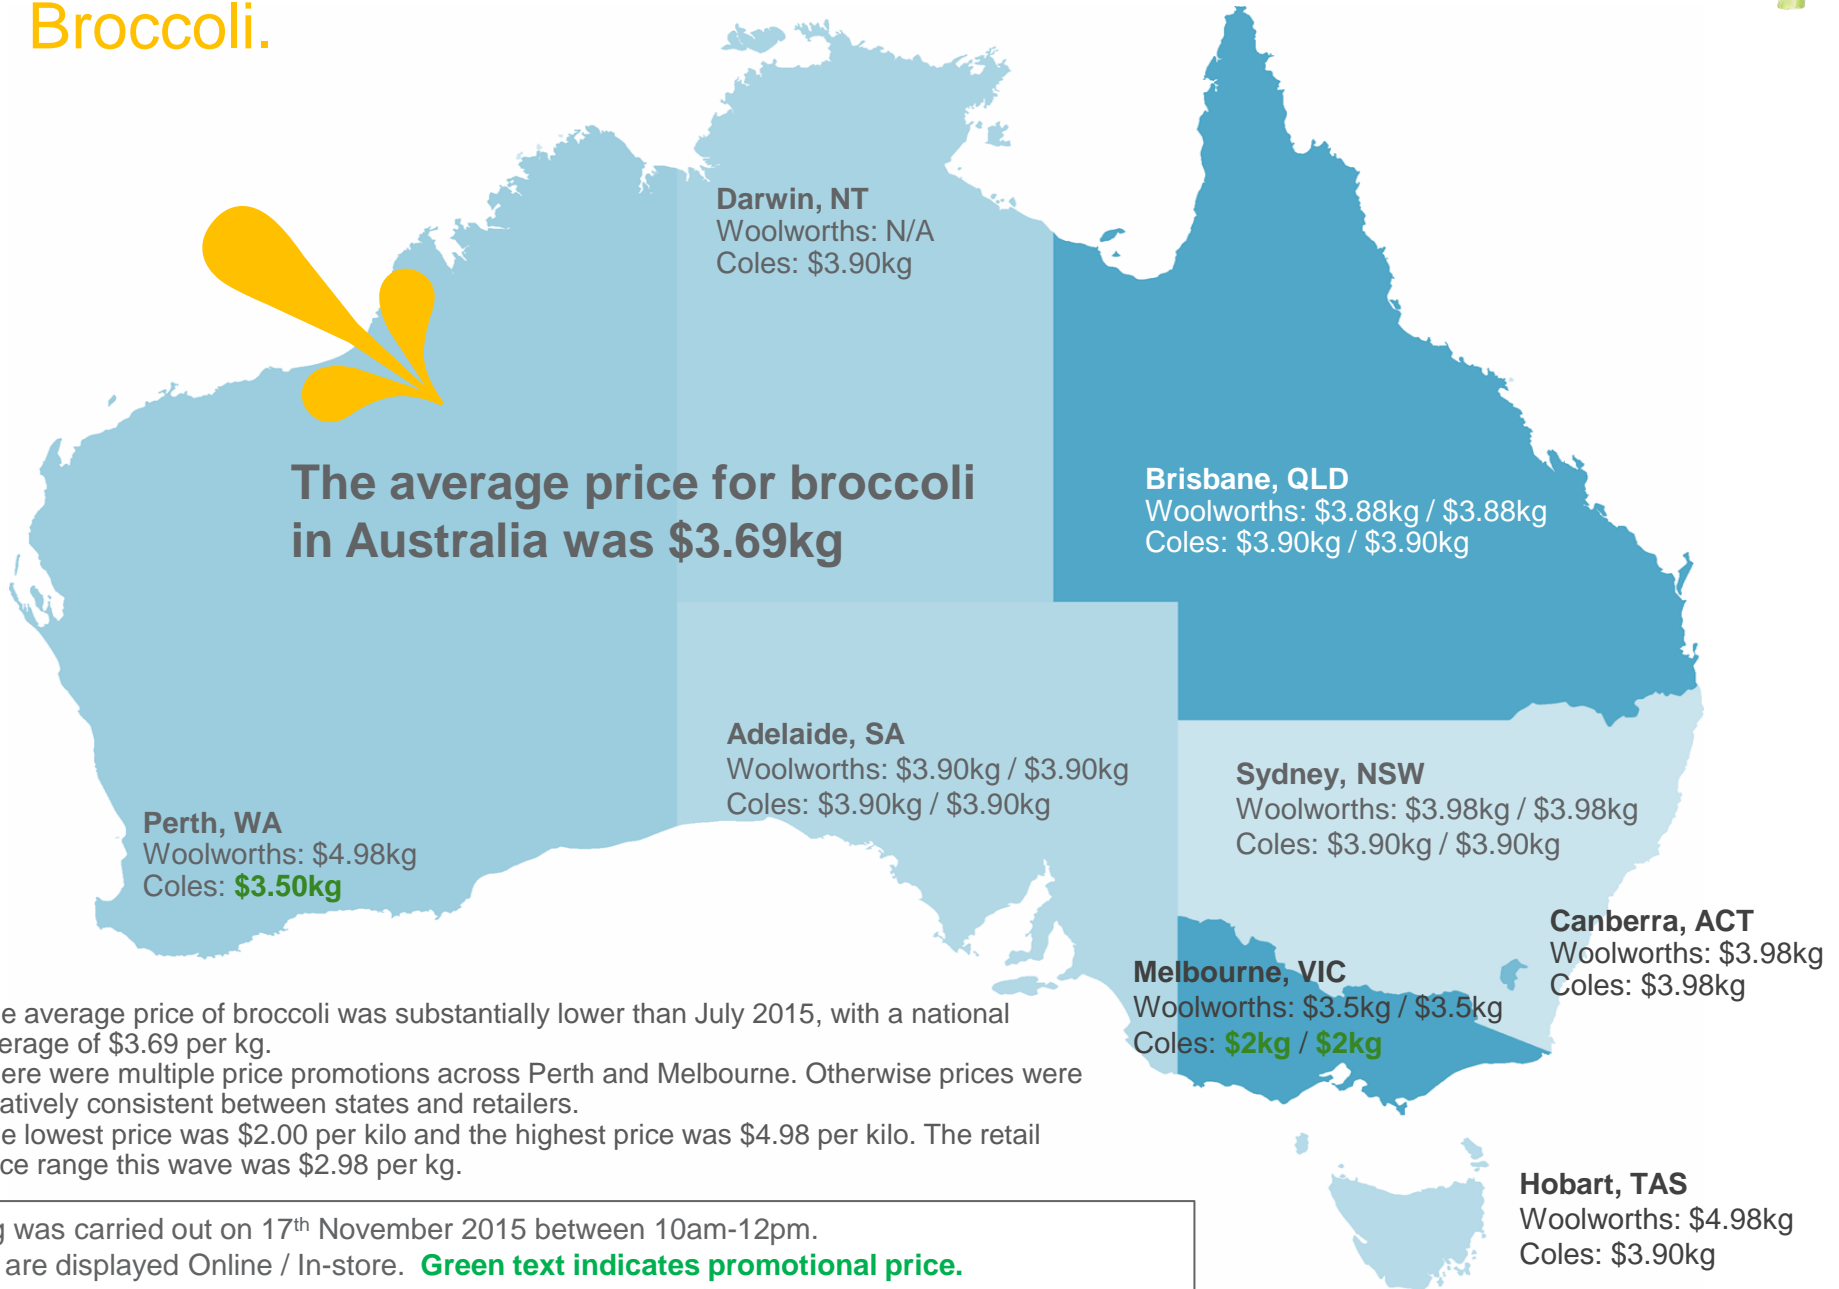 Broccoli.
Darwin, NT
Woolworths: N/A
Coles: $3.90kg
The average price for broccoli
in Australia was $3.69kg
Brisbane, QLD
Woolworths: $3.88kg / $3.88kg
Coles: $3.90kg / $3.90kg
Adelaide, SA
Woolworths: $3.90kg / $3.90kg
Coles: $3.90kg / $3.90kg
Sydney, NSW
Woolworths: $3.98kg / $3.98kg
Coles: $3.90kg / $3.90kg
Perth, WA
Woolworths: $4.98kg
Coles: $3.50kg
Canberra, ACT
Woolworths: $3.98kg
Coles: $3.98kg
Melbourne, VIC
Woolworths: $3.5kg / $3.5kg
Coles: $2kg / $2kg
average price of broccoli was substantially lower than July 2015, with a national
of $3.69 per kg.
were multiple price promotions across Perth and Melbourne. Otherwise prices were
consistent between states and retailers.
lowest price was $2.00 per kilo and the highest price was $4.98 per kilo. The retail
range this wave was $2.98 per kg.
Hobart, TAS
Woolworths: $4.98kg
Coles: $3.90kg
was carried out on 17th November 2015 between 10am-12pm.
are displayed Online / In-store. Green text indicates promotional price.